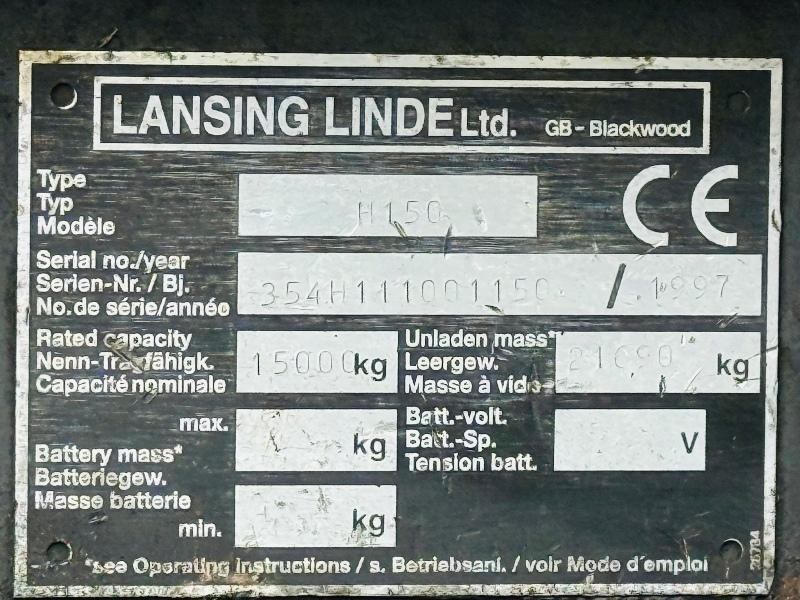 LANSING LINDE Ltd. GB - Blackwood
Type
Typ
Modèle
H150
CE
Serial no./year
Serien-Nr. / Bj.
No. de série/année
354H111001150 / 1997
Rated capacity
Nenn-Tragfähigk.
Capacité nominale
15000 kg
Unladen mass*
Leergew.
Masse à vide
kg
max.
Battery mass*
Batteriegew.
Masse batterie
min.
kg
kg
Batt.-volt.
Batt.-Sp.
Tension batt.
V
*see Operating Instructions / s. Betriebsanl. / voir Mode d'emploi